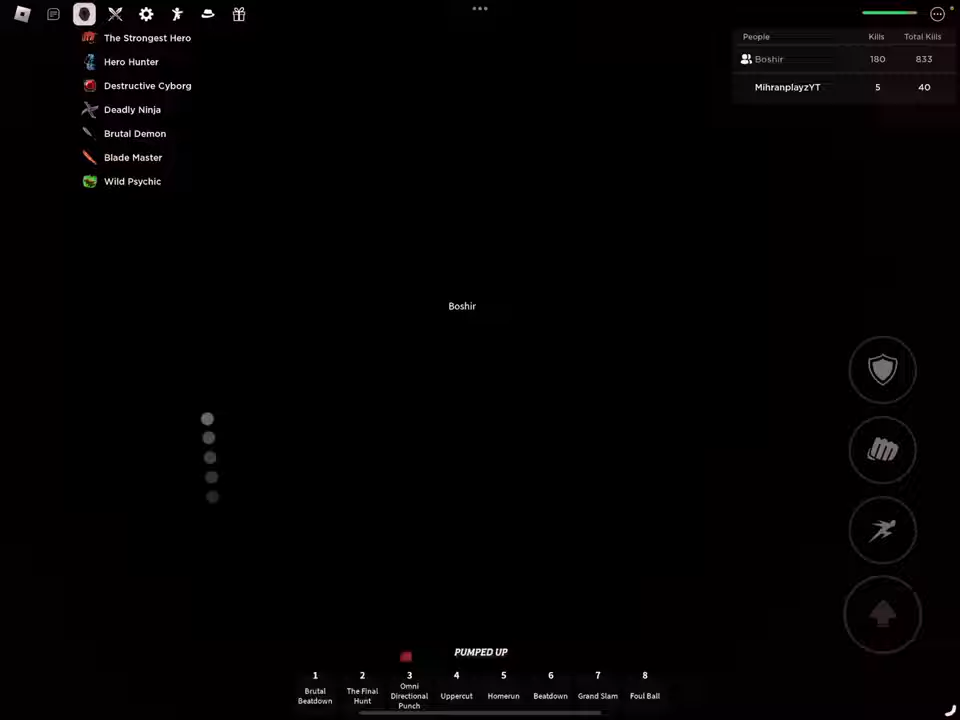 The Strongest Hero
Hero Hunter
Destructive Cyborg
Deadly Ninja
Brutal Demon
Blade Master
Wild Psychic
People Kills Total Kills
Boshir 180 833
MihranplayzYT 5 40
Boshir
PUMPED UP
1 2 3 4 5 6 7 8
Brutal Beatdown
The Final Hunt
Omni Directional Punch
Uppercut
Homerun
Beatdown
Grand Slam
Foul Ball